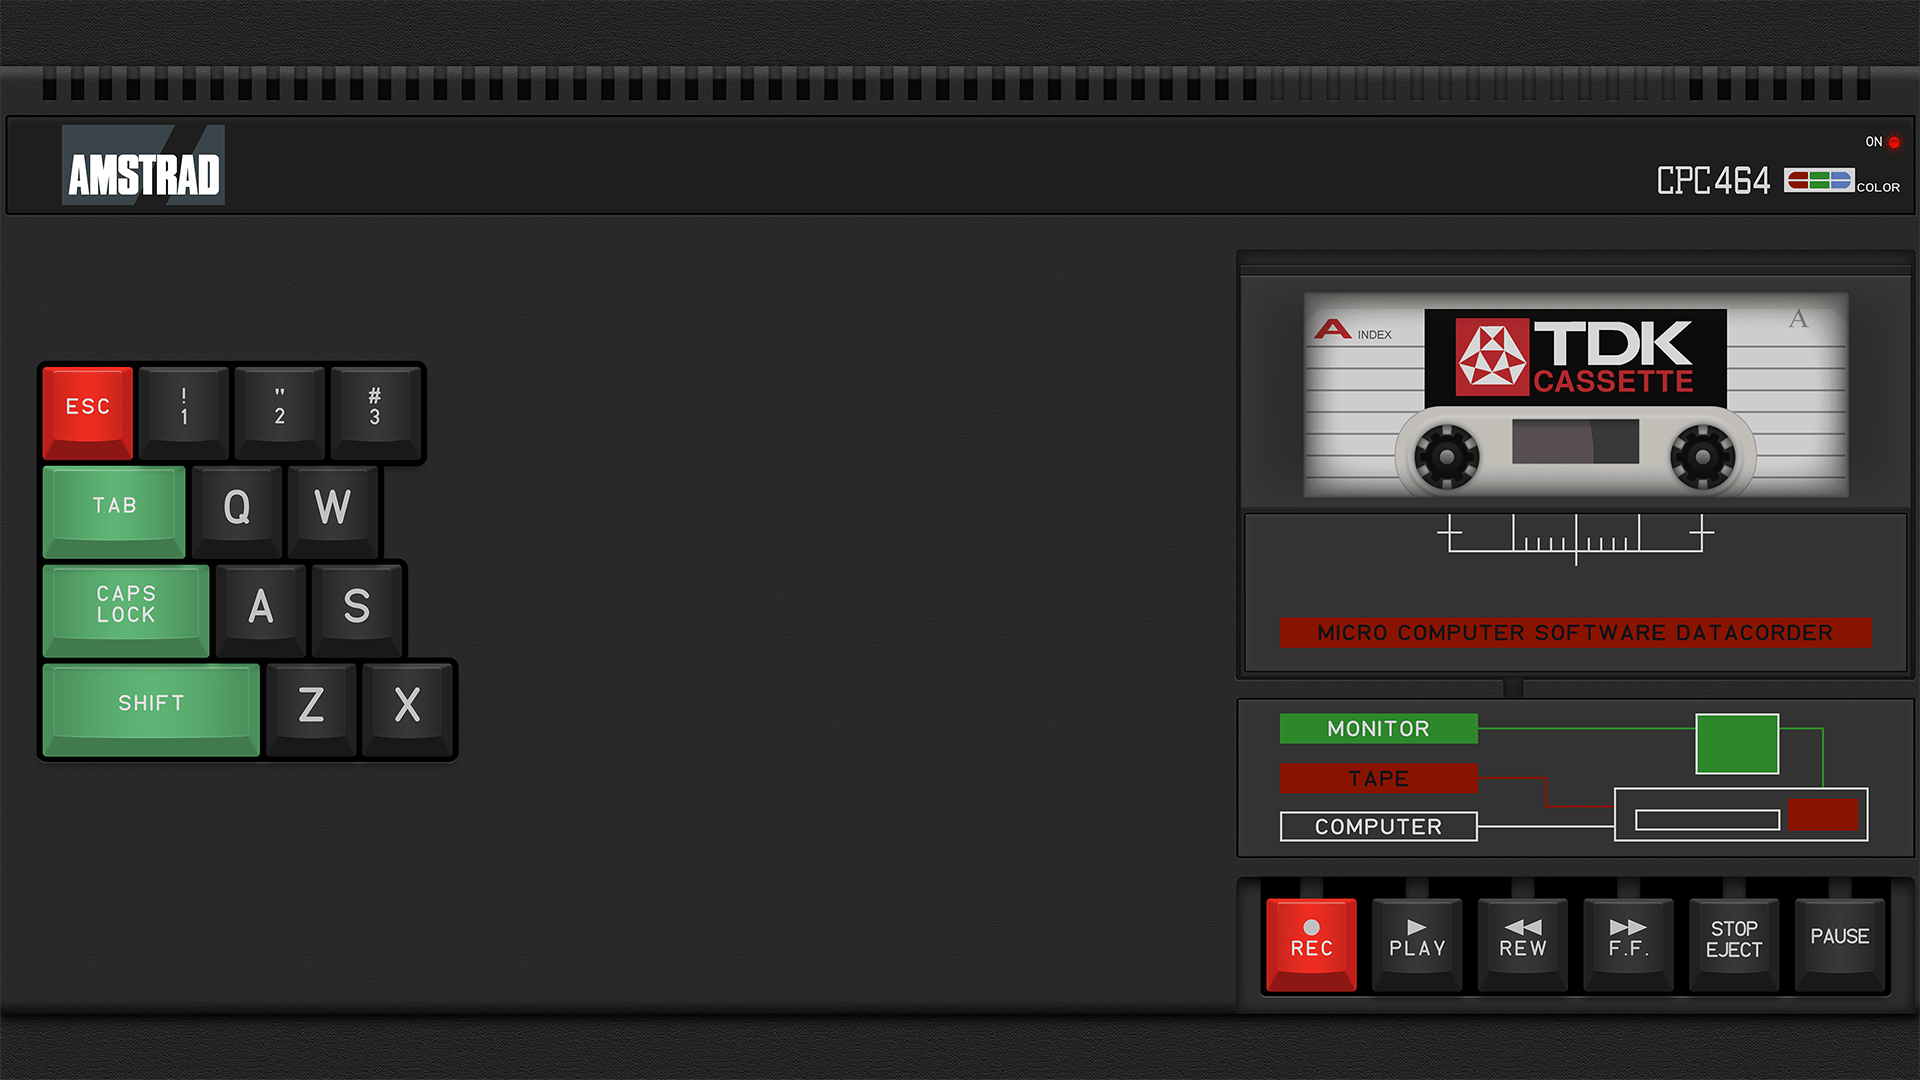 AMSTRAD
ON
CPC464
COLOR
A INDEX
A
TDK
CASSETTE
ESC
!
1
"
2
#
3
TAB
Q
W
CAPS
LOCK
A
S
SHIFT
Z
X
MICRO COMPUTER SOFTWARE DATACORDER
MONITOR
TAPE
COMPUTER
REC
PLAY
REW
F.F.
STOP
EJECT
PAUSE